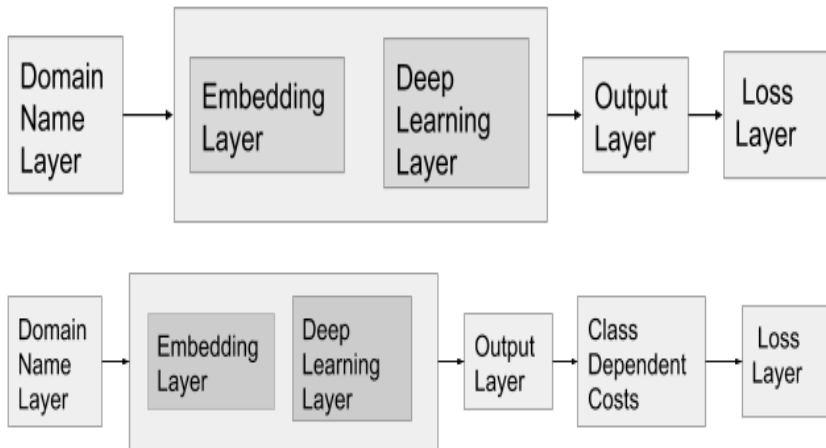 Domain
Name
Layer
Embedding
Layer
Deep
Learning
Layer
Output
Layer
Loss
Layer
Domain
Name
Layer
Embedding
Layer
Deep
Learning
Layer
Output
Layer
Class
Dependent
Costs
Loss
Layer